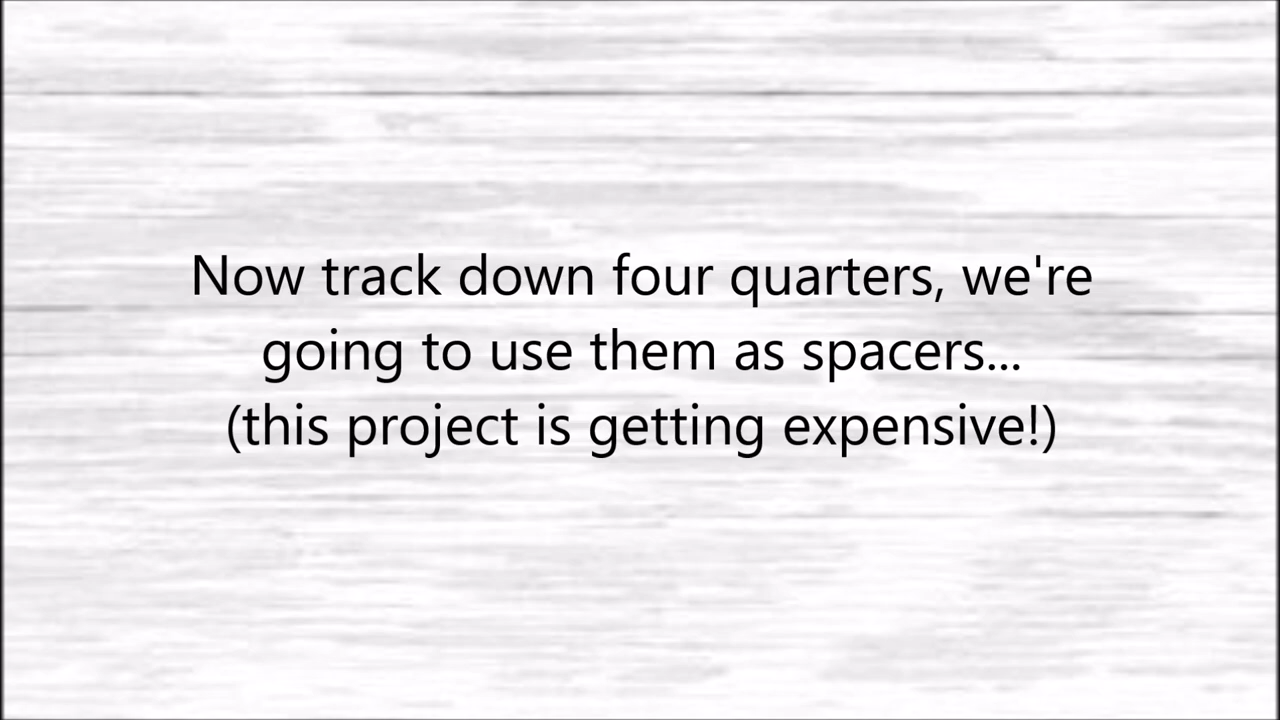 Now track down four quarters, we're
going to use them as spacers...
(this project is getting expensive!)